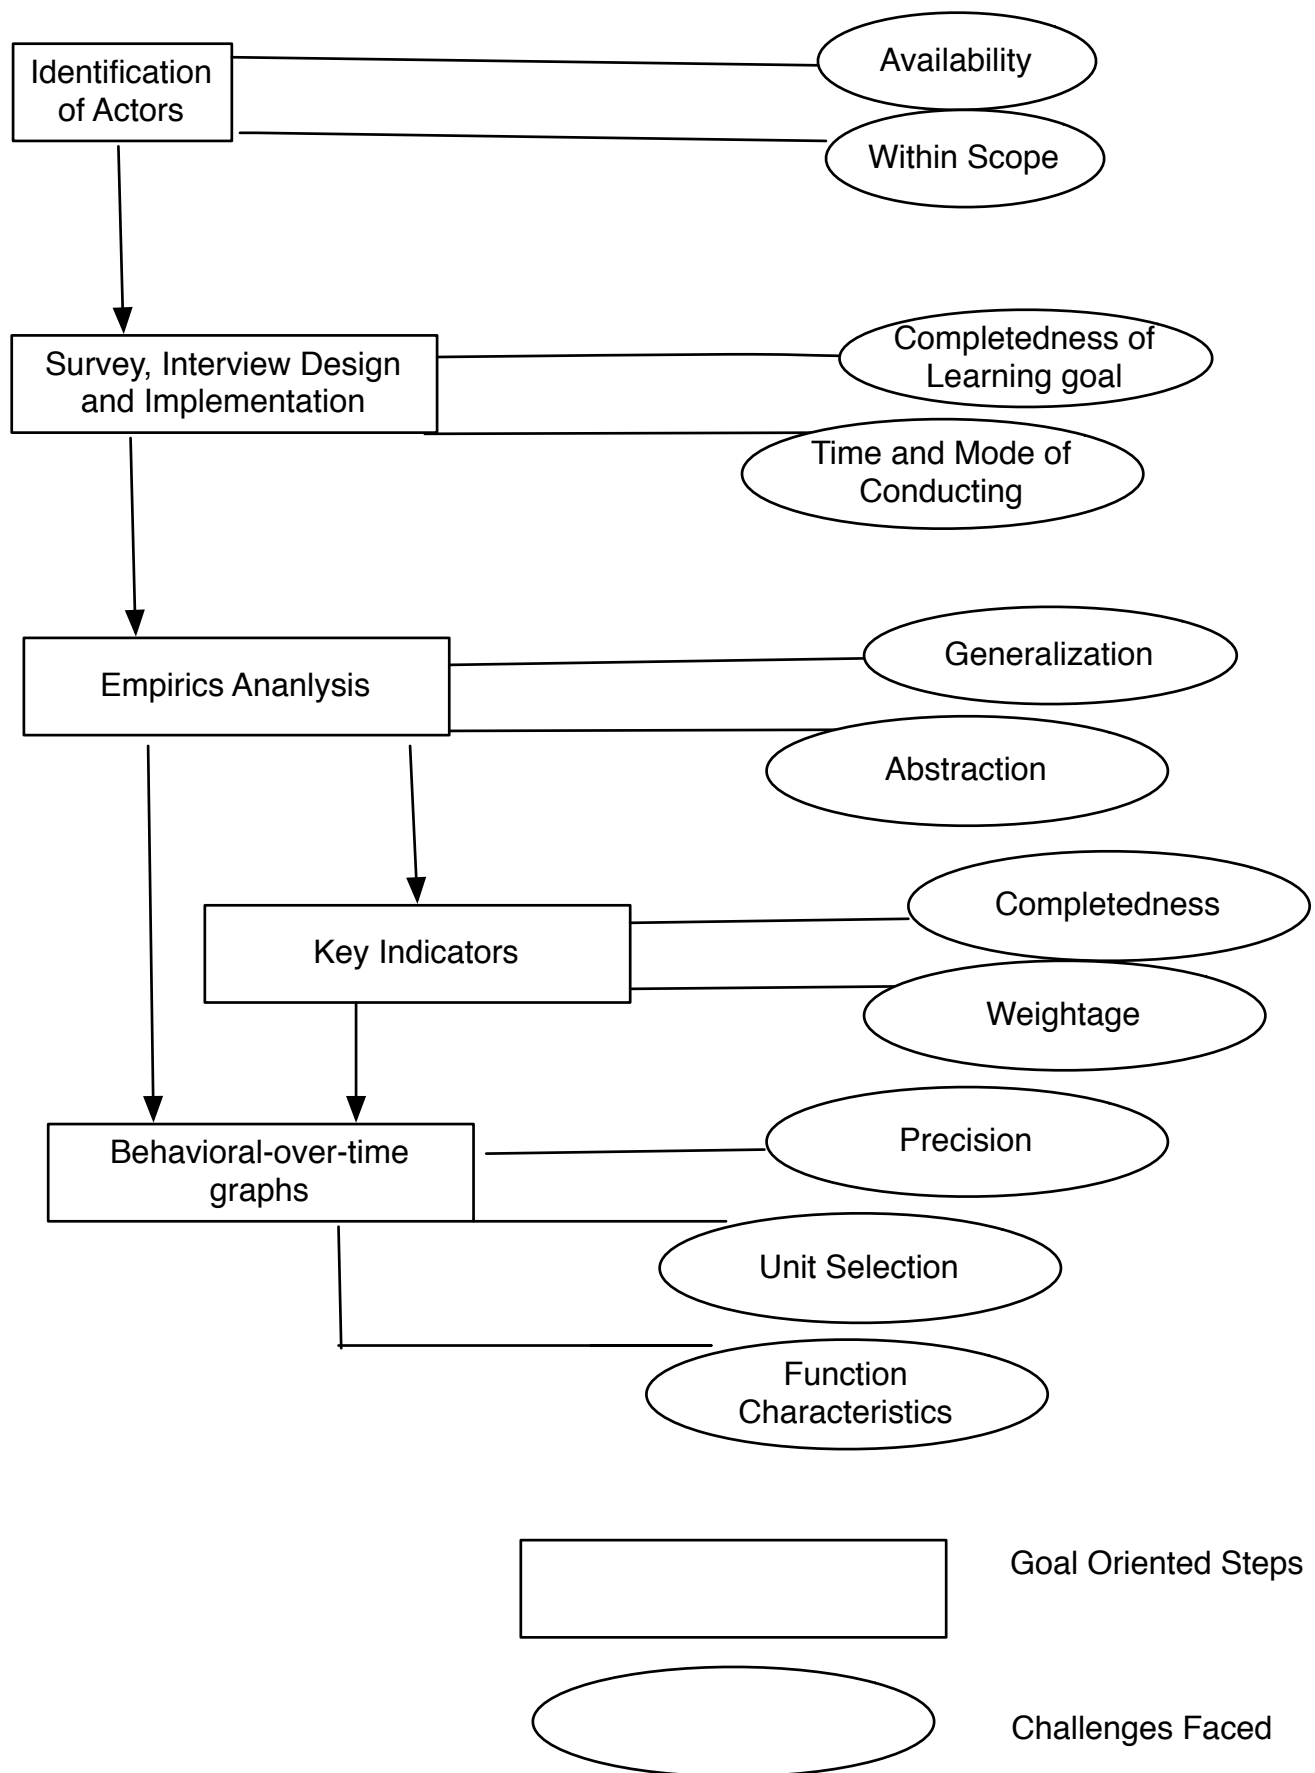 Identification
of Actors
Availability
Within Scope
Survey, Interview Design
and Implementation
Completedness of
Learning goal
Time and Mode of
Conducting
Empirics Ananlysis
Generalization
Abstraction
Key Indicators
Completedness
Weightage
Behavioral-over-time
graphs
Precision
Unit Selection
Function
Characteristics
Goal Oriented Steps
Challenges Faced